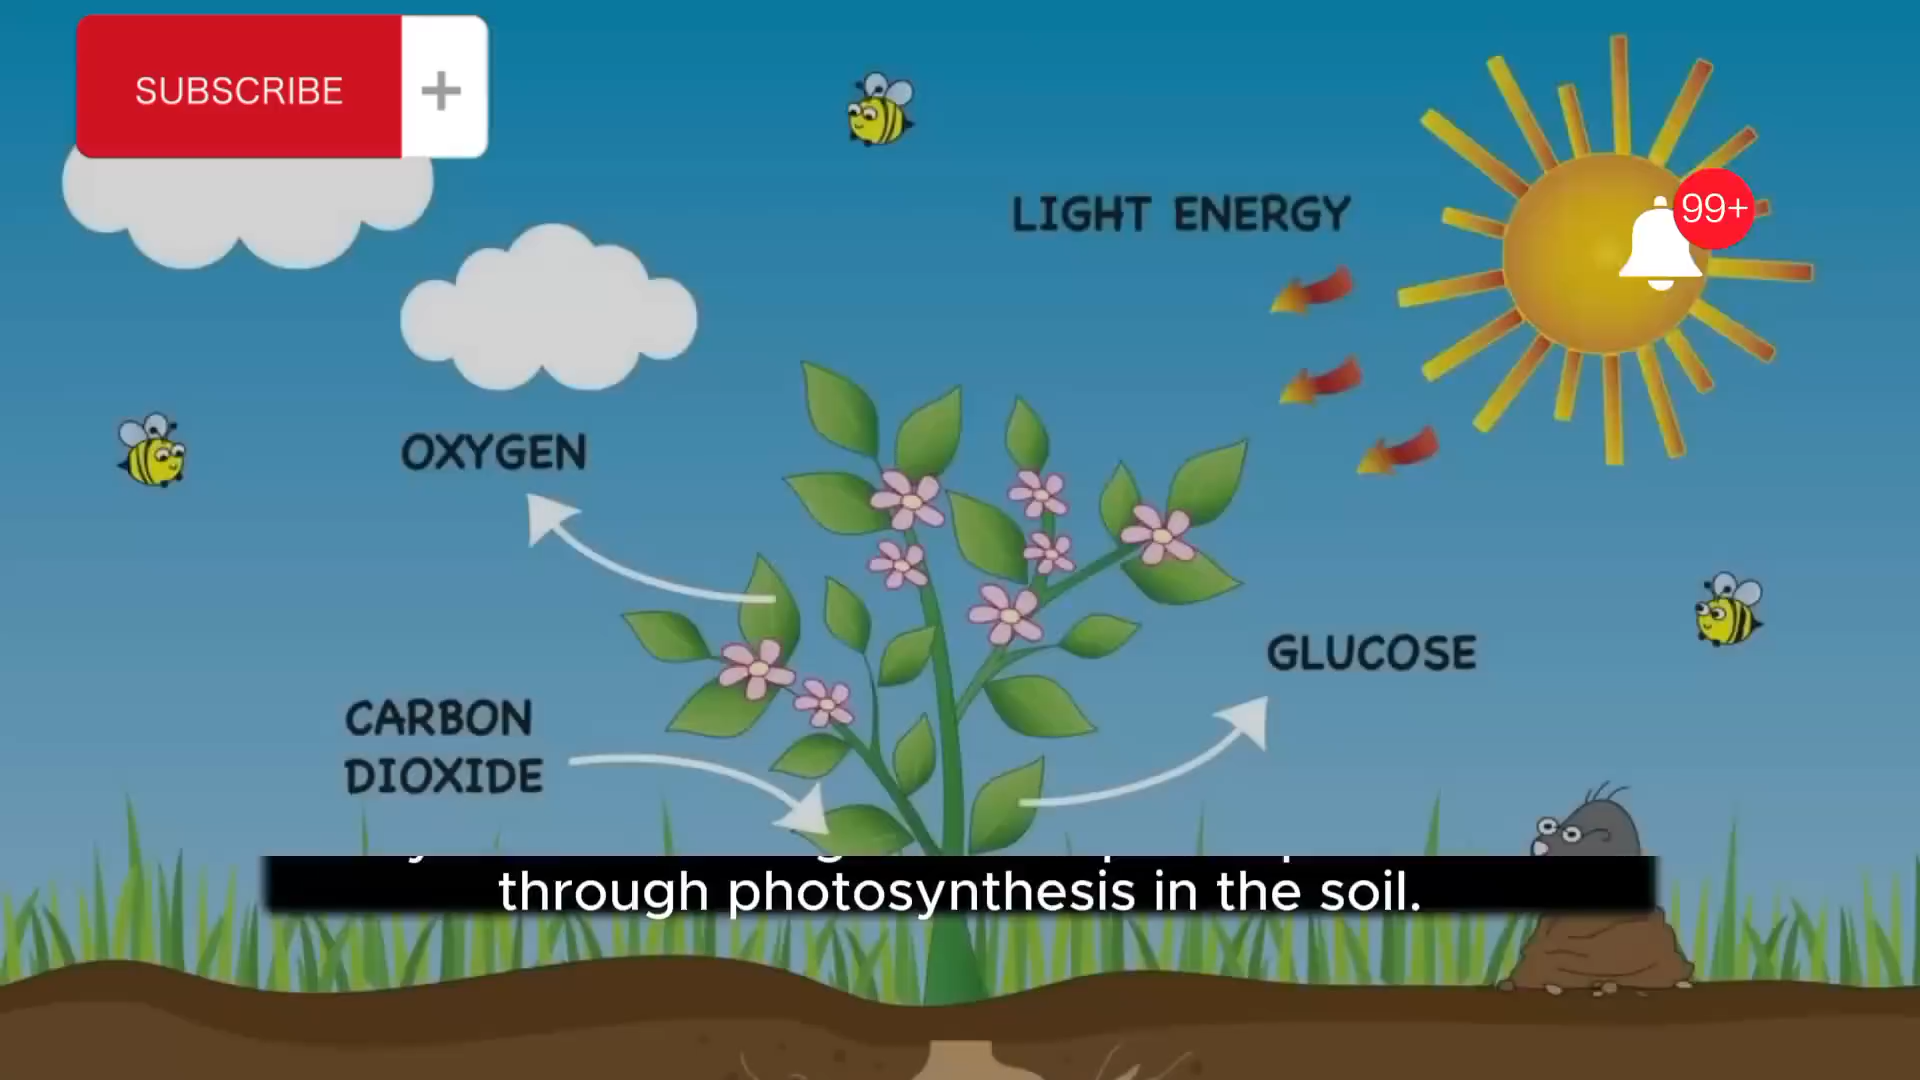 SUBSCRIBE +
99+
LIGHT ENERGY
OXYGEN
GLUCOSE
CARBON
DIOXIDE
through photosynthesis in the soil.